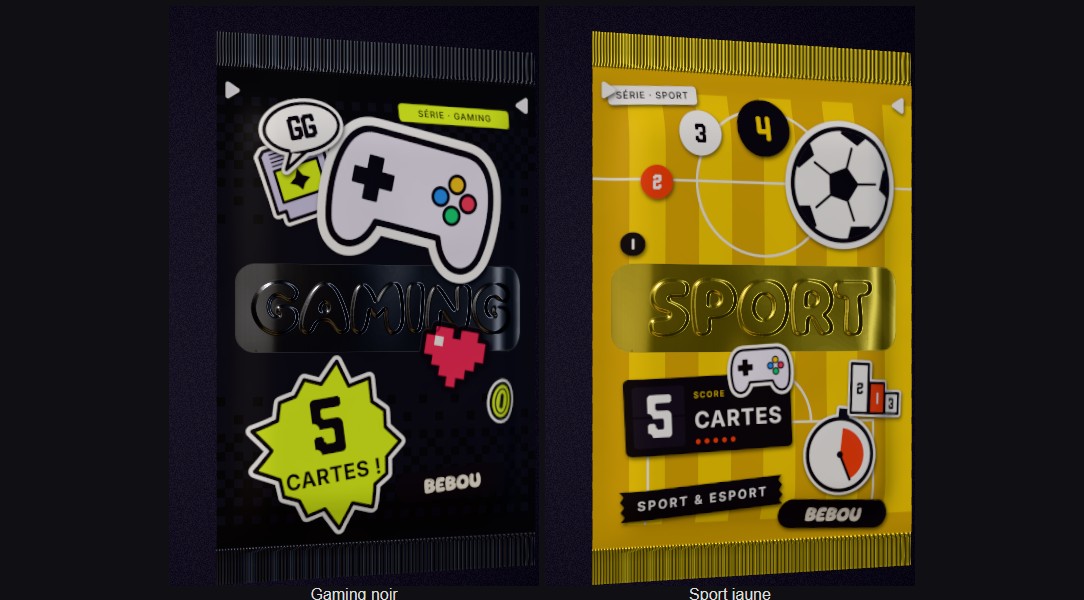 GG
SÉRIE · GAMING
GAMING
5
CARTES !
BEBOU
Gaming noir
SÉRIE · SPORT
3
4
2
1
SPORT
5
SCORE
CARTES
2
1
3
SPORT & ESPORT
BEBOU
Sport jaune